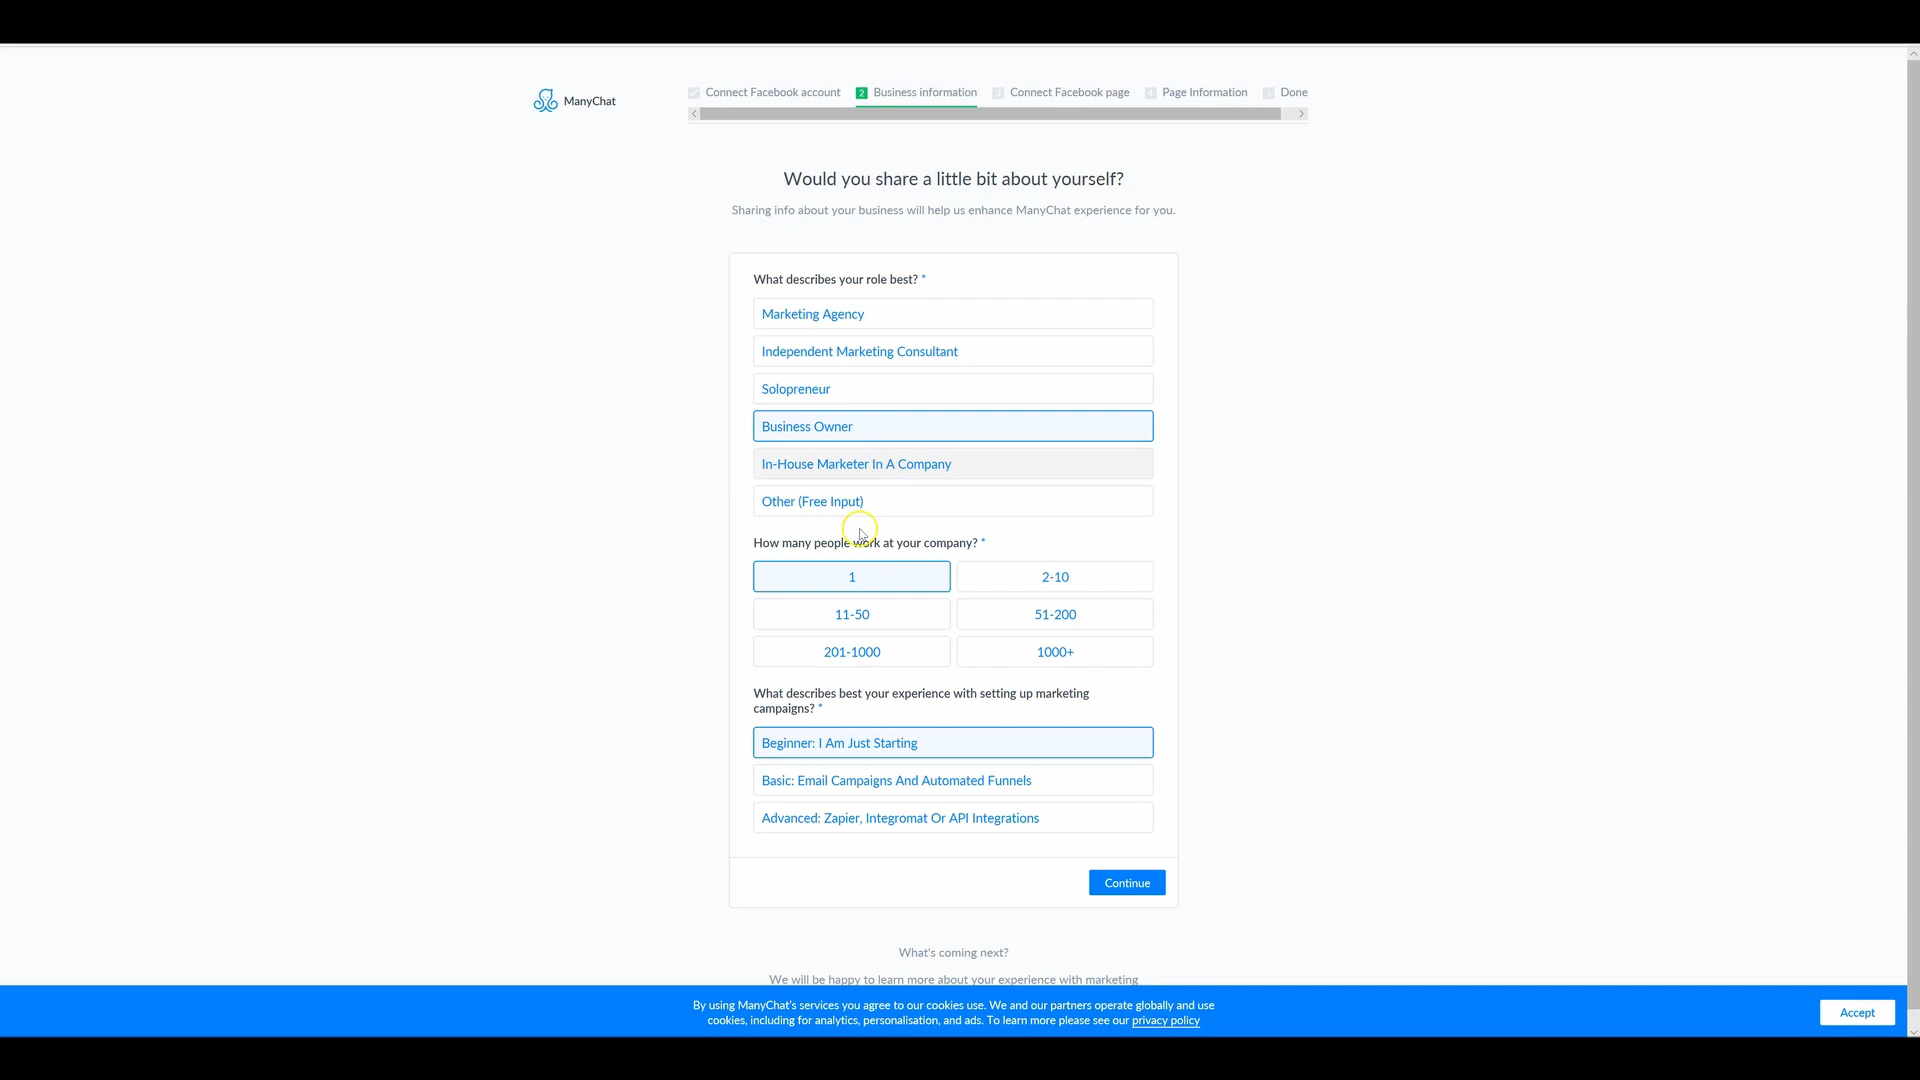 ManyChat
Connect Facebook account
2 Business information
3 Connect Facebook page
4 Page Information
Done
Would you share a little bit about yourself?
Sharing info about your business will help us enhance ManyChat experience for you.
What describes your role best? *
Marketing Agency
Independent Marketing Consultant
Solopreneur
Business Owner
In-House Marketer In A Company
Other (Free Input)
How many people work at your company? *
1
2-10
11-50
51-200
201-1000
1000+
What describes best your experience with setting up marketing
campaigns? *
Beginner: I Am Just Starting
Basic: Email Campaigns And Automated Funnels
Advanced: Zapier, Integromat Or API Integrations
Continue
What's coming next?
We will be happy to learn more about your experience with marketing
By using ManyChat's services you agree to our cookies use. We and our partners operate globally and use
cookies, including for analytics, personalisation, and ads. To learn more please see our privacy policy
Accept